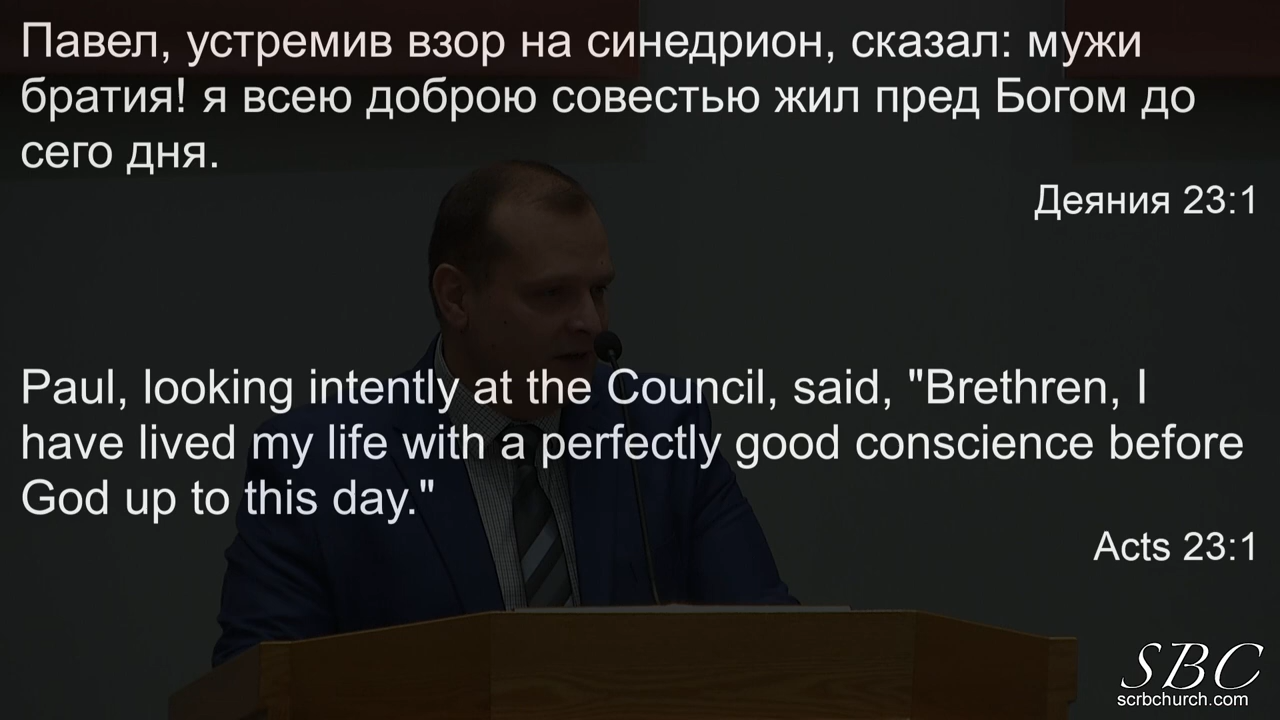 Павел, устремив взор на синедрион, сказал: мужи
братия! я всею доброю совестью жил пред Богом до
сего дня.
Деяния 23:1
Paul, looking intently at the Council, said, "Brethren, I
have lived my life with a perfectly good conscience before
God up to this day."
Acts 23:1
SBC
scrbchurch.com